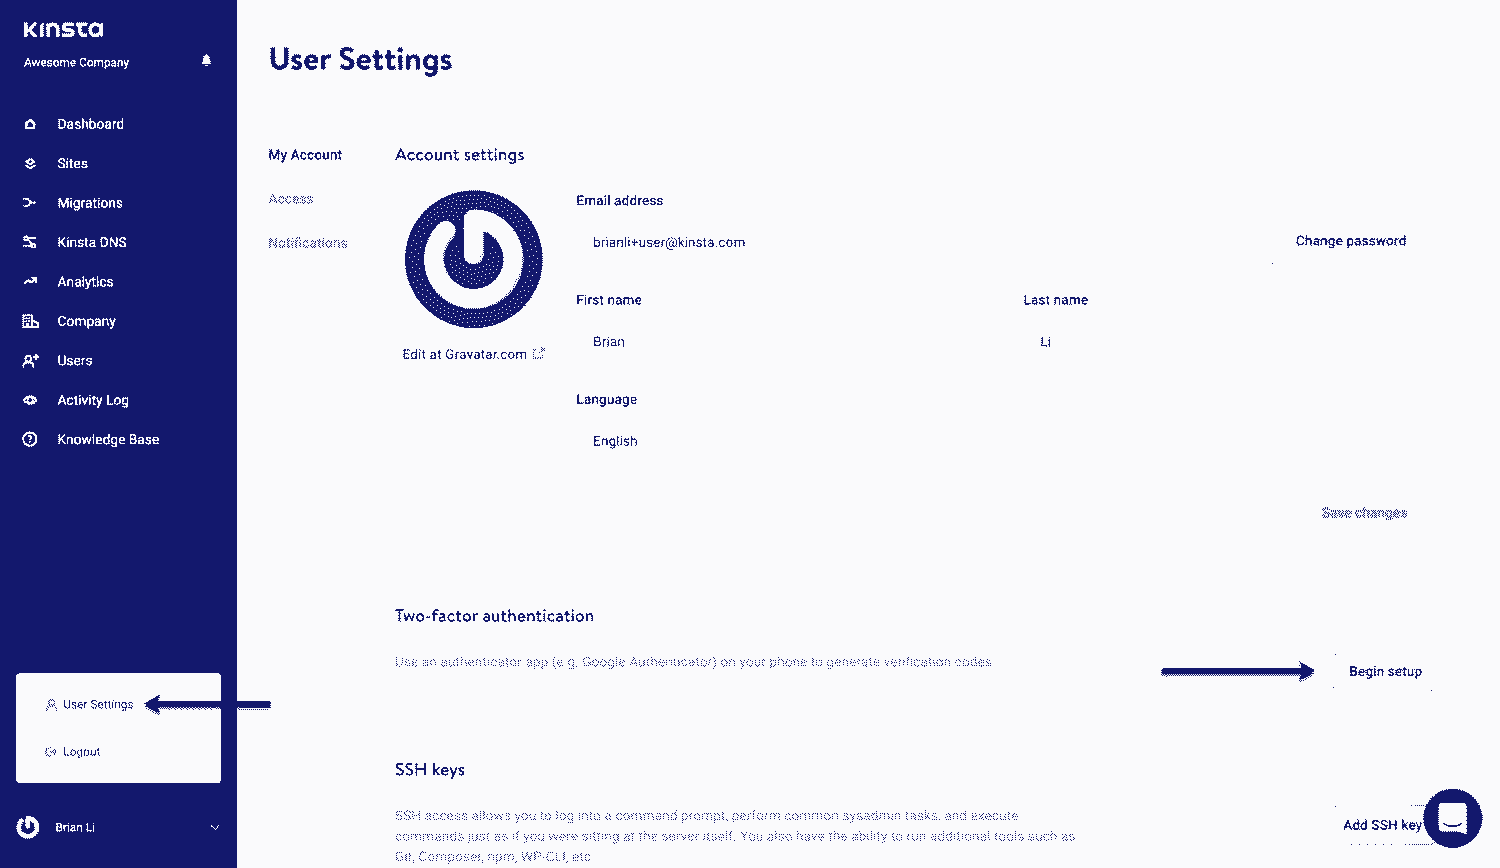 Kinsta
Awesome Company
Dashboard
Sites
Migrations
Kinsta DNS
Analytics
Company
Users
Activity Log
Knowledge Base
User Settings
Logout
Brian Li
User Settings
My Account
Access
Notifications
Account settings
Edit at Gravatar.com
Email address
brianli+user@kinsta.com
Change password
First name
Last name
Brian
Li
Language
English
Save changes
Two-factor authentication
Use an authenticator app (e.g. Google Authenticator) on your phone to generate verification codes
Begin setup
SSH keys
SSH access allows you to log into a command prompt, perform common sysadmin tasks, and execute
commands just as if you were sitting at the server itself. You also have the ability to run additional tools such as
Git, Composer, npm, WP-CLI, etc
Add SSH key